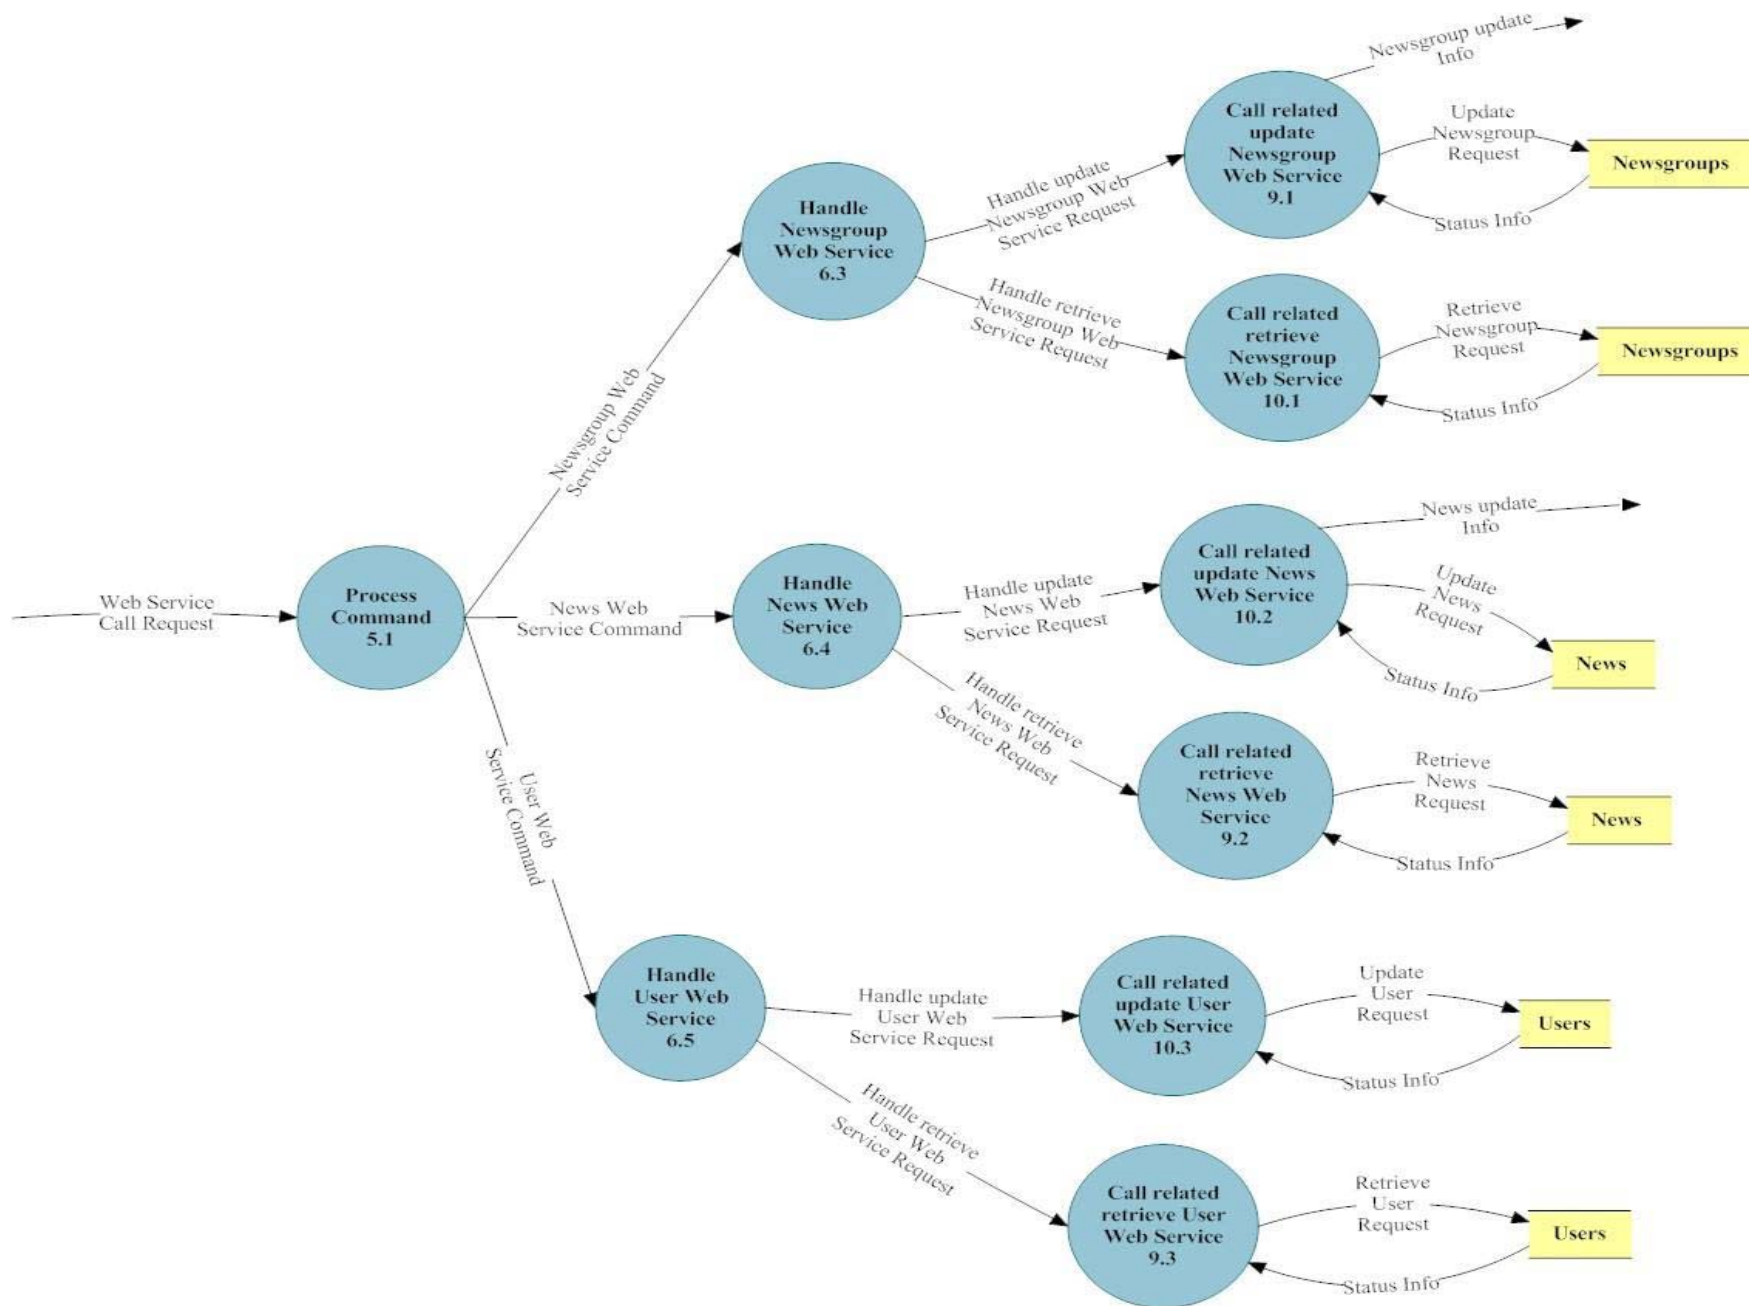 Newsgroup update
Info
Call related
update
Newsgroup
Web Service
9.1
Update
Newsgroup
Request
Newsgroups
Status Info
Handle
Newsgroup
Web Service
6.3
Handle update
Newsgroup Web
Service Request
Handle retrieve
Newsgroup Web
Service Request
Call related
retrieve
Newsgroup
Web Service
10.1
Retrieve
Newsgroup
Request
Newsgroups
Status Info
Newsgroup Web
Service Command
Web Service
Call Request
Process
Command
5.1
News Web
Service Command
Handle
News Web
Service
6.4
Handle update
News Web
Service Request
Call related
update News
Web Service
10.2
News update
Info
Update
News
Request
News
Status Info
Handle retrieve
News Web
Service Request
Call related
retrieve
News Web
Service
9.2
Retrieve
News
Request
News
Status Info
User Web
Service Command
Handle
User Web
Service
6.5
Handle update
User Web
Service Request
Call related
update User
Web Service
10.3
Update
User
Request
Users
Status Info
Handle retrieve
User Web
Service Request
Call related
retrieve User
Web Service
9.3
Retrieve
User
Request
Users
Status Info